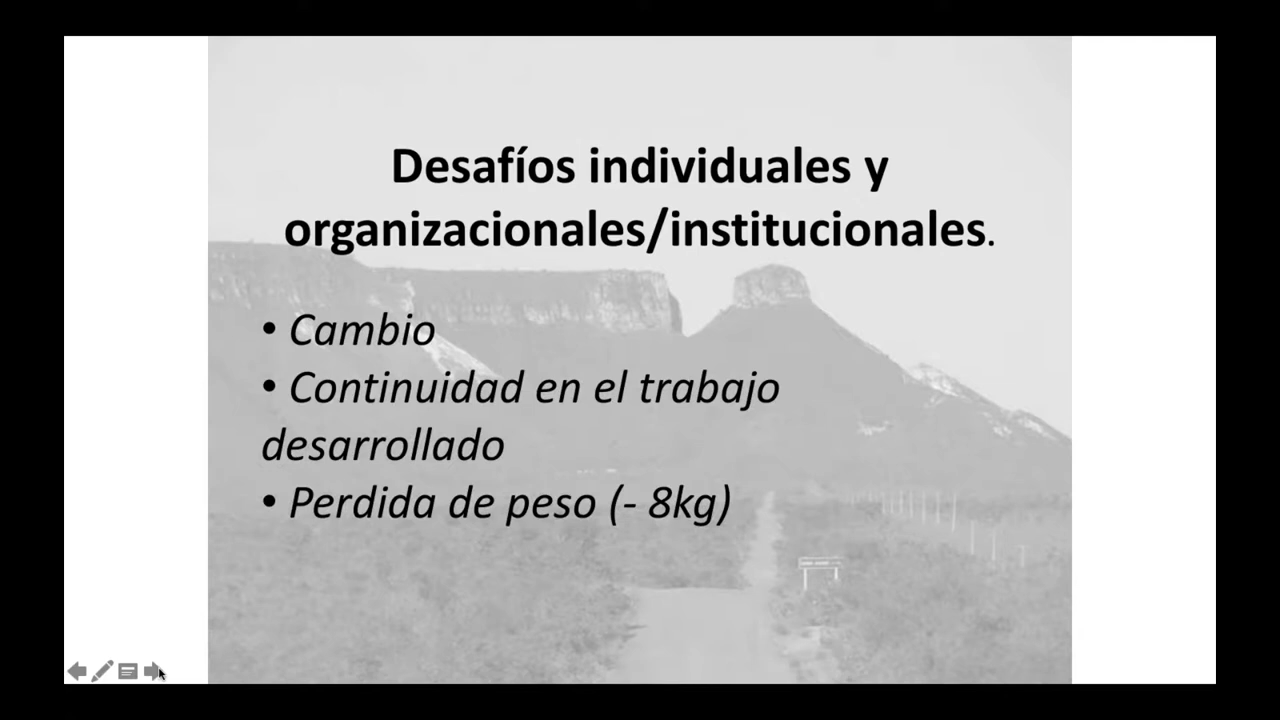 Desafíos individuales y
organizacionales/institucionales.
• Cambio
• Continuidad en el trabajo
desarrollado
• Perdida de peso (- 8kg)